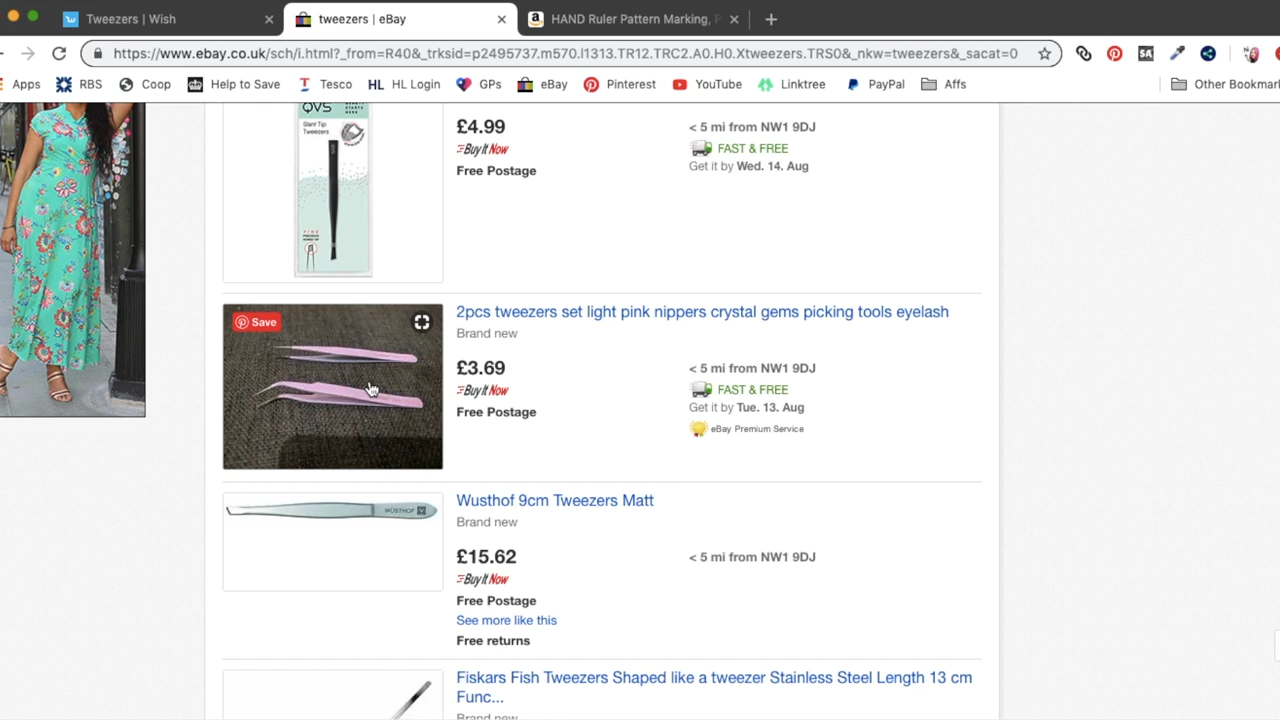 Tweezers | Wish
tweezers | eBay
HAND Ruler Pattern Marking,
https://www.ebay.co.uk/sch/i.html?_from=R40&_trksid=p2495737.m570.l1313.TR12.TRC2.A0.H0.Xtweezers.TRS0&_nkw=tweezers&_sacat=0
SA
Apps RBS Coop Help to Save Tesco HL HL Login GPs eBay Pinterest YouTube Linktree PayPal Affs Other Bookmar
QVS
Slant Tip
Tweezers
£4.99
Buy It Now
Free Postage
< 5 mi from NW1 9DJ
FAST & FREE
Get it by Wed. 14. Aug
Save
2pcs tweezers set light pink nippers crystal gems picking tools eyelash
Brand new
£3.69
Buy It Now
Free Postage
< 5 mi from NW1 9DJ
FAST & FREE
Get it by Tue. 13. Aug
eBay Premium Service
WÜSTHOF
Wusthof 9cm Tweezers Matt
Brand new
£15.62
Buy It Now
Free Postage
See more like this
Free returns
< 5 mi from NW1 9DJ
Fiskars Fish Tweezers Shaped like a tweezer Stainless Steel Length 13 cm
Func...
Brand new